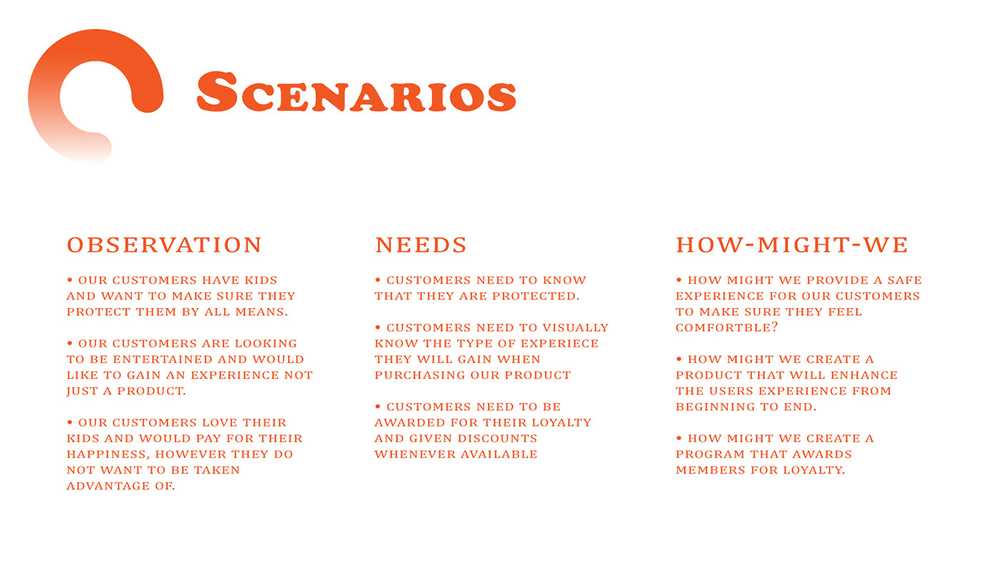 Scenarios
OBSERVATION
• OUR CUSTOMERS HAVE KIDS
AND WANT TO MAKE SURE THEY
PROTECT THEM BY ALL MEANS.
• OUR CUSTOMERS ARE LOOKING
TO BE ENTERTAINED AND WOULD
LIKE TO GAIN AN EXPERIENCE NOT
JUST A PRODUCT.
• OUR CUSTOMERS LOVE THEIR
KIDS AND WOULD PAY FOR THEIR
HAPPINESS, HOWEVER THEY DO
NOT WANT TO BE TAKEN
ADVANTAGE OF.
NEEDS
• CUSTOMERS NEED TO KNOW
THAT THEY ARE PROTECTED.
• CUSTOMERS NEED TO VISUALLY
KNOW THE TYPE OF EXPERIECE
THEY WILL GAIN WHEN
PURCHASING OUR PRODUCT
• CUSTOMERS NEED TO BE
AWARDED FOR THEIR LOYALTY
AND GIVEN DISCOUNTS
WHENEVER AVAILABLE
HOW-MIGHT-WE
• HOW MIGHT WE PROVIDE A SAFE
EXPERIENCE FOR OUR CUSTOMERS
TO MAKE SURE THEY FEEL
COMFORTBLE?
• HOW MIGHT WE CREATE A
PRODUCT THAT WILL ENHANCE
THE USERS EXPERIENCE FROM
BEGINNING TO END.
• HOW MIGHT WE CREATE A
PROGRAM THAT AWARDS
MEMBERS FOR LOYALTY.